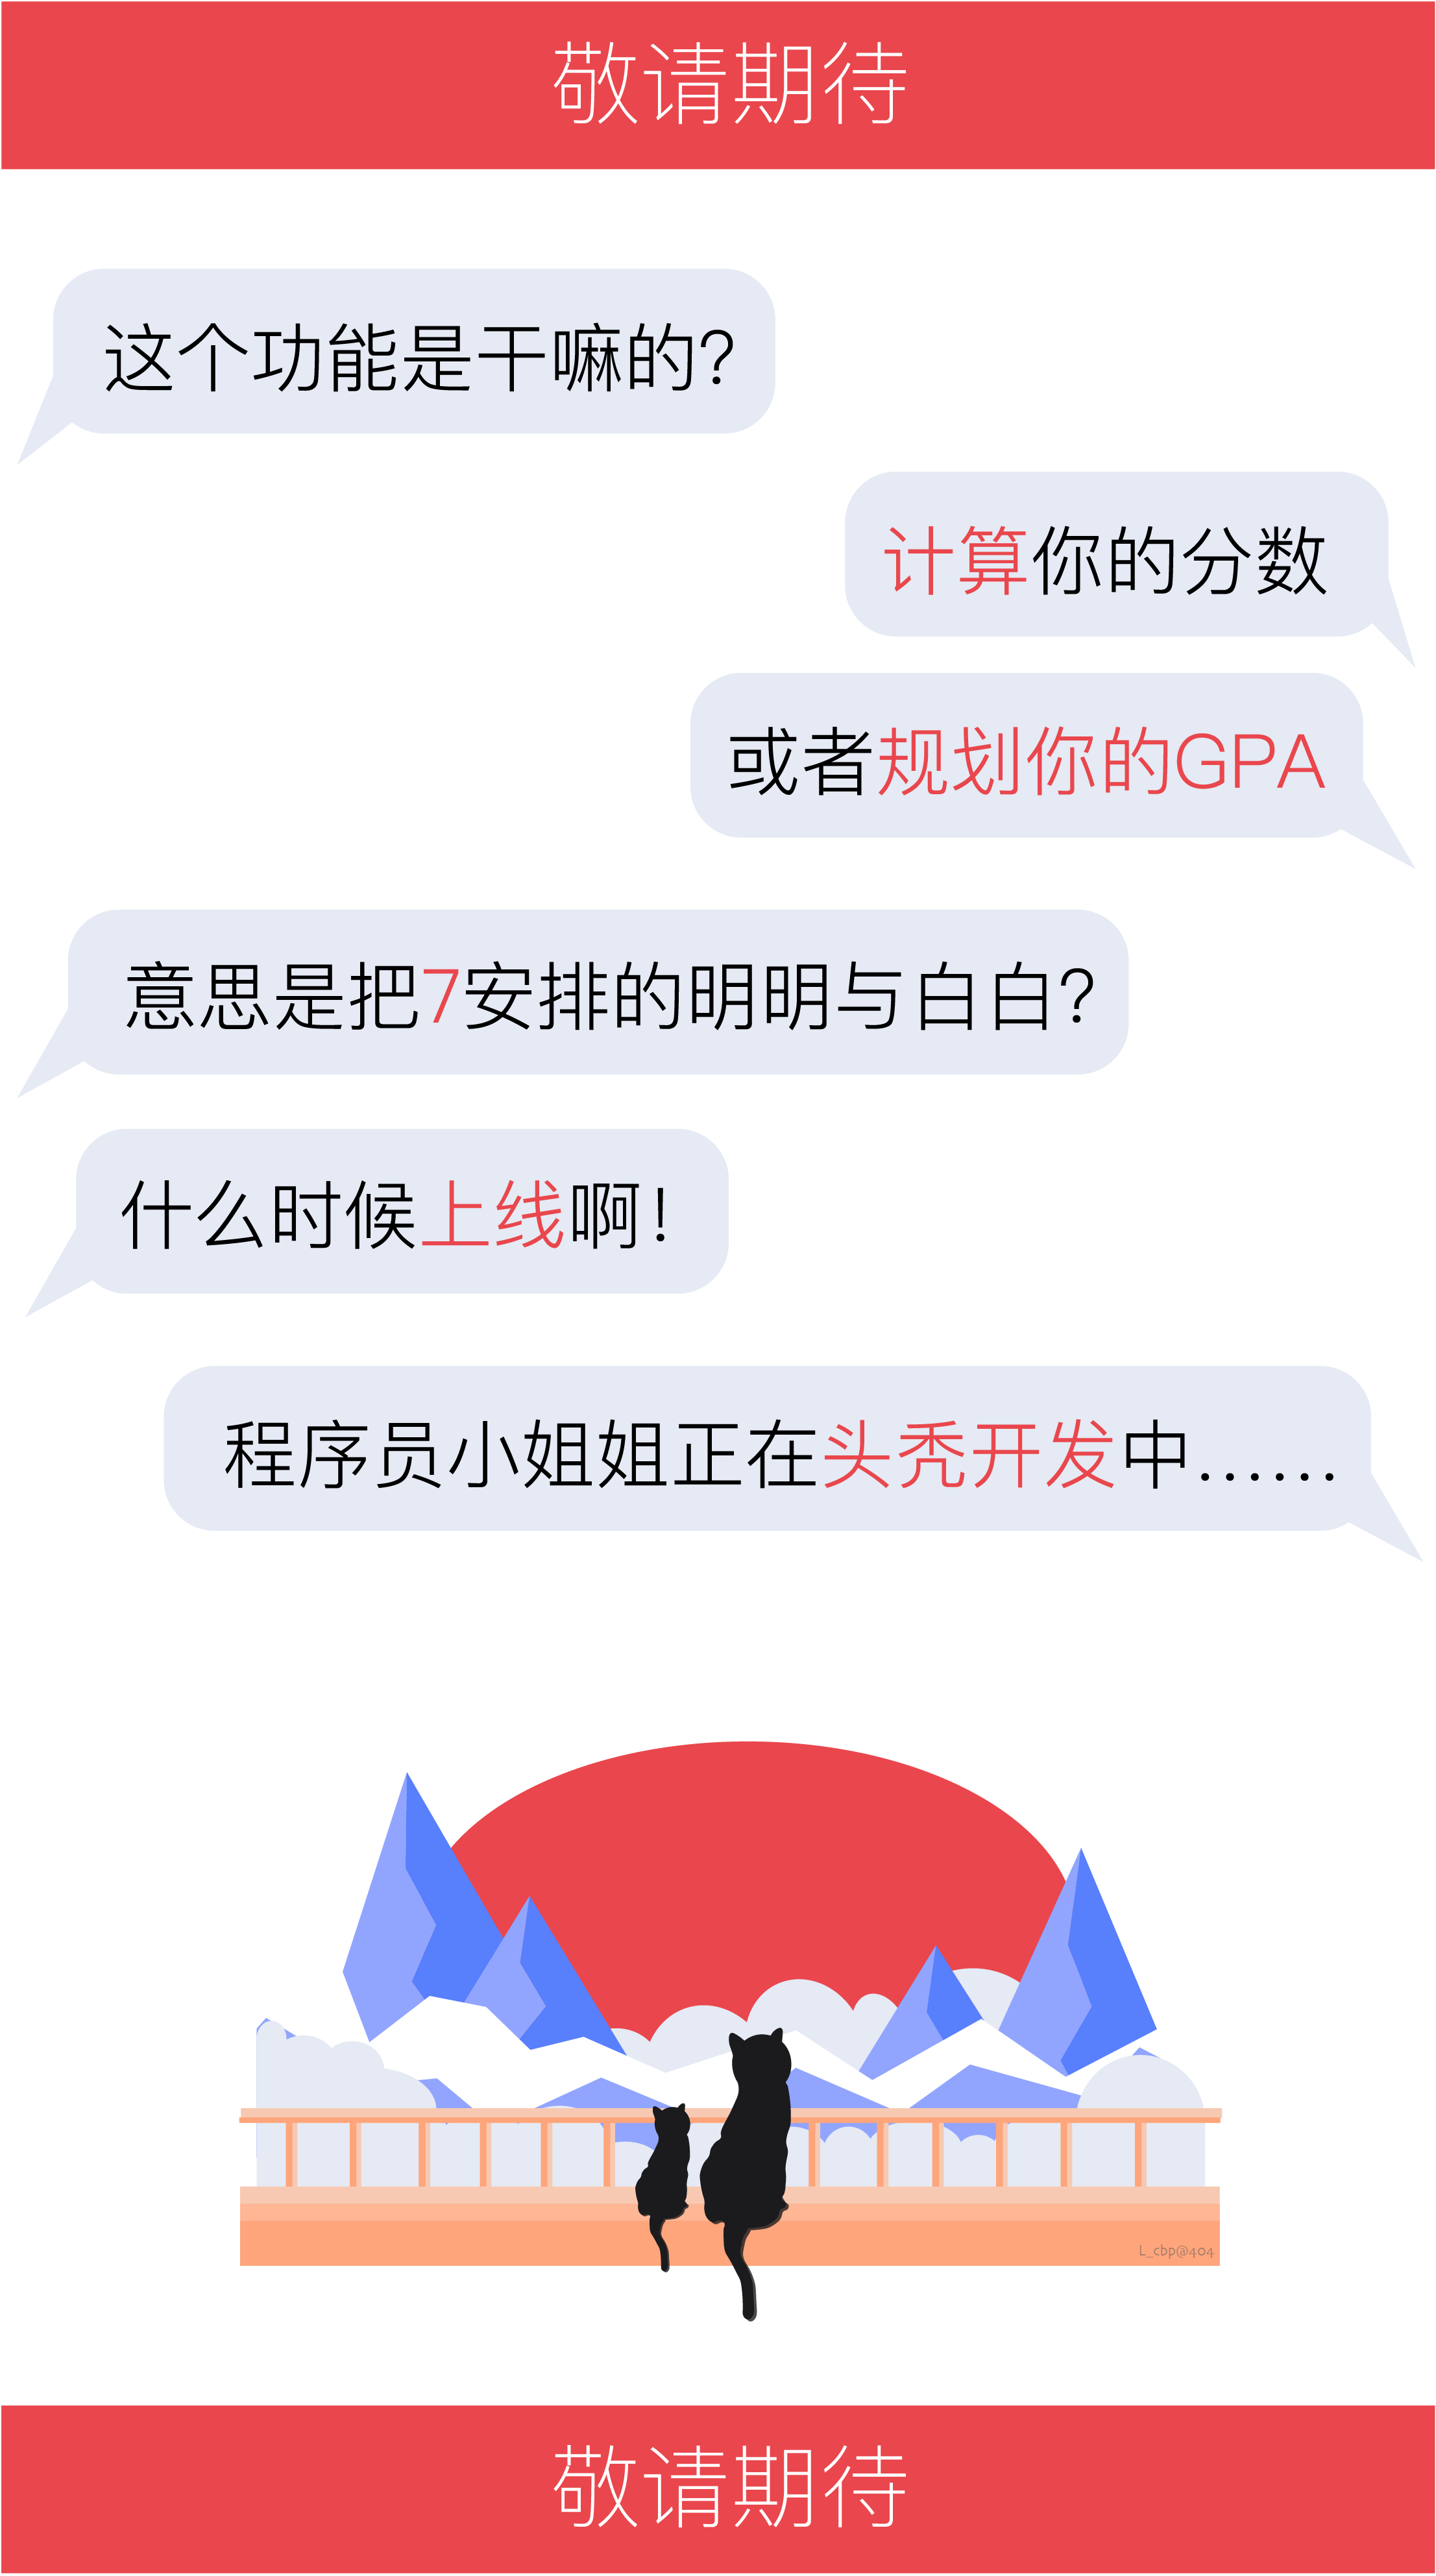 敬请期待
这个功能是干嘛的?
计算你的分数
或者规划你的GPA
意思是把7安排的明明与白白?
什么时候上线啊!
程序员小姐姐正在头秃开发中......
L_cbp@404
敬请期待